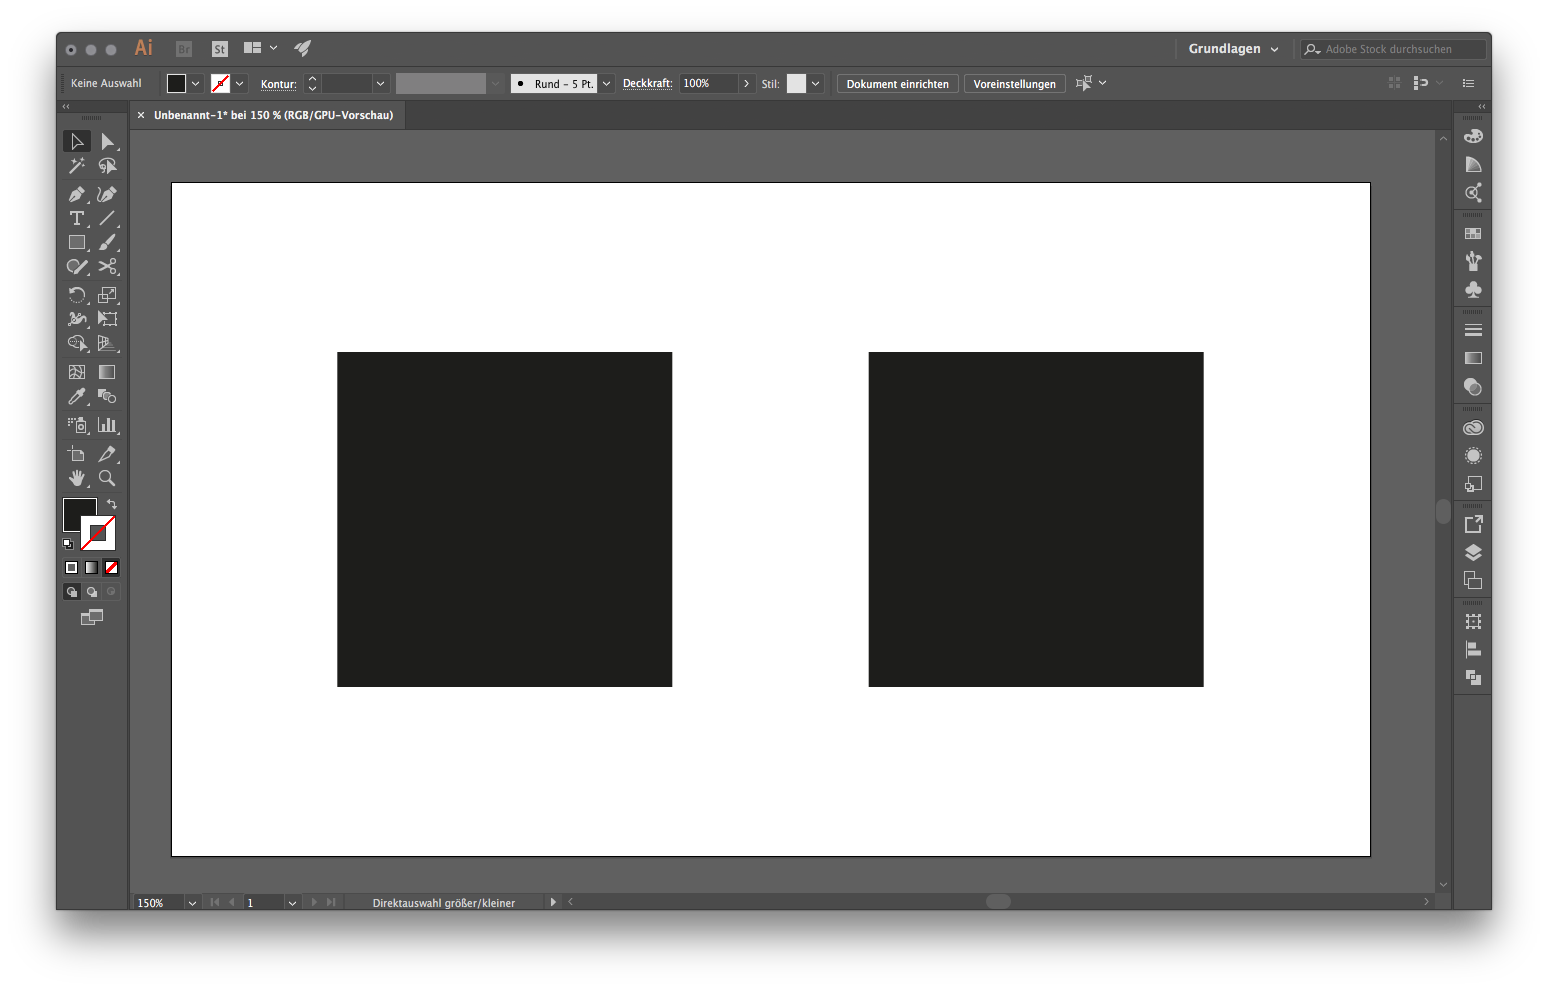 Ai Br St Grundlagen Adobe Stock durchsuchen
Keine Auswahl Kontur: Rund – 5 Pt. Deckkraft: 100% Stil: Dokument einrichten Voreinstellungen
× Unbenannt-1* bei 150 % (RGB/GPU-Vorschau)
150% 1 Direktauswahl größer/kleiner